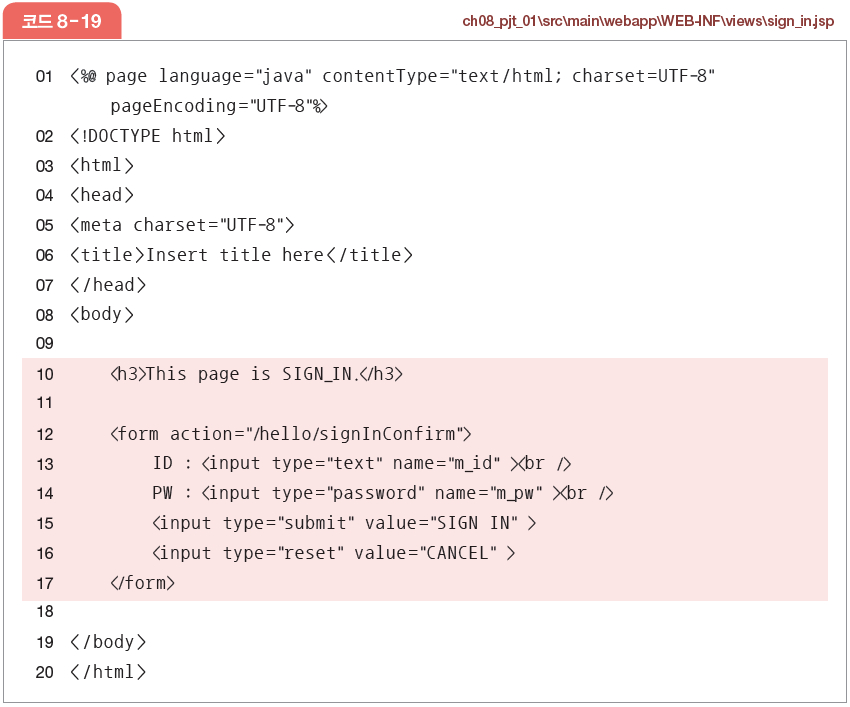 코드 8-19
ch08_pjt_01\src\main\webapp\WEB-INF\views\sign_in.jsp
01 <%@ page language="java" contentType="text/html; charset=UTF-8"
pageEncoding="UTF-8"%>
02 <!DOCTYPE html>
03 <html>
04 <head>
05 <meta charset="UTF-8">
06 <title>Insert title here</title>
07 </head>
08 <body>
09
10 <h3>This page is SIGN_IN.</h3>
11
12 <form action="/hello/signInConfirm">
13 ID : <input type="text" name="m_id" ><br />
14 PW : <input type="password" name="m_pw" ><br />
15 <input type="submit" value="SIGN IN" >
16 <input type="reset" value="CANCEL" >
17 </form>
18
19 </body>
20 </html>